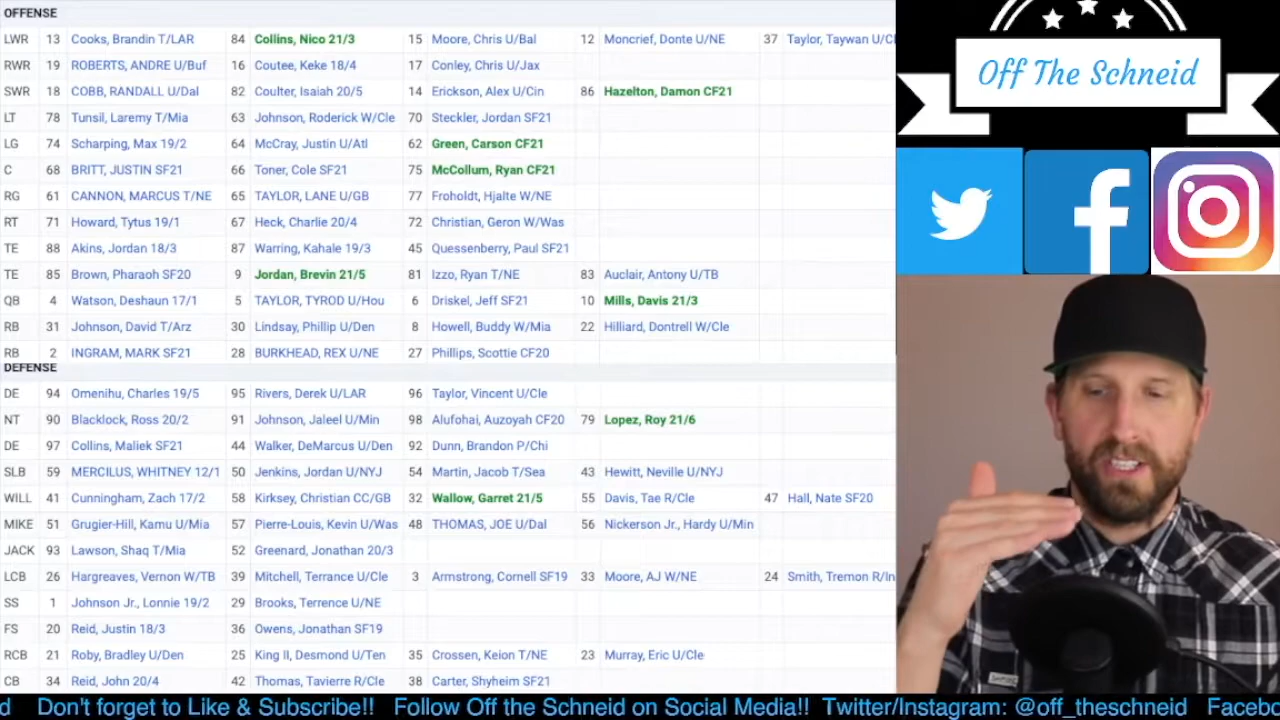 OFFENSE
LWR 13 Cooks, Brandin T/LAR 84 Collins, Nico 21/3 15 Moore, Chris U/Bal 12 Moncrief, Donte U/NE 37 Taylor, Taywan U/Cl
RWR 19 ROBERTS, ANDRE U/Buf 16 Coutee, Keke 18/4 17 Conley, Chris U/Jax
SWR 18 COBB, RANDALL U/Dal 82 Coulter, Isaiah 20/5 14 Erickson, Alex U/Cin 86 Hazelton, Damon CF21
LT 78 Tunsil, Laremy T/Mia 63 Johnson, Roderick W/Cle 70 Steckler, Jordan SF21
LG 74 Scharping, Max 19/2 64 McCray, Justin U/Atl 62 Green, Carson CF21
C 68 BRITT, JUSTIN SF21 66 Toner, Cole SF21 75 McCollum, Ryan CF21
RG 61 CANNON, MARCUS T/NE 65 TAYLOR, LANE U/GB 77 Froholdt, Hjalte W/NE
RT 71 Howard, Tytus 19/1 67 Heck, Charlie 20/4 72 Christian, Geron W/Was
TE 88 Akins, Jordan 18/3 87 Warring, Kahale 19/3 45 Quessenberry, Paul SF21
TE 85 Brown, Pharaoh SF20 9 Jordan, Brevin 21/5 81 Izzo, Ryan T/NE 83 Auclair, Antony U/TB
QB 4 Watson, Deshaun 17/1 5 TAYLOR, TYROD U/Hou 6 Driskel, Jeff SF21 10 Mills, Davis 21/3
RB 31 Johnson, David T/Arz 30 Lindsay, Phillip U/Den 8 Howell, Buddy W/Mia 22 Hilliard, Dontrell W/Cle
RB 2 INGRAM, MARK SF21 28 BURKHEAD, REX U/NE 27 Phillips, Scottie CF20
DEFENSE
DE 94 Omenihu, Charles 19/5 95 Rivers, Derek U/LAR 96 Taylor, Vincent U/Cle
NT 90 Blacklock, Ross 20/2 91 Johnson, Jaleel U/Min 98 Alufohai, Auzoyah CF20 79 Lopez, Roy 21/6
DE 97 Collins, Maliek SF21 44 Walker, DeMarcus U/Den 92 Dunn, Brandon P/Chi
SLB 59 MERCILUS, WHITNEY 12/1 50 Jenkins, Jordan U/NYJ 54 Martin, Jacob T/Sea 43 Hewitt, Neville U/NYJ
WILL 41 Cunningham, Zach 17/2 58 Kirksey, Christian CC/GB 32 Wallow, Garret 21/5 55 Davis, Tae R/Cle 47 Hall, Nate SF20
MIKE 51 Grugier-Hill, Kamu U/Mia 57 Pierre-Louis, Kevin U/Was 48 THOMAS, JOE U/Dal 56 Nickerson Jr., Hardy U/Min
JACK 93 Lawson, Shaq T/Mia 52 Greenard, Jonathan 20/3
LCB 26 Hargreaves, Vernon W/TB 39 Mitchell, Terrance U/Cle 3 Armstrong, Cornell SF19 33 Moore, AJ W/NE 24 Smith, Tremon R/In
SS 1 Johnson Jr., Lonnie 19/2 29 Brooks, Terrence U/NE
FS 20 Reid, Justin 18/3 36 Owens, Jonathan SF19
RCB 21 Roby, Bradley U/Den 25 King II, Desmond U/Ten 35 Crossen, Keion T/NE 23 Murray, Eric U/Cle
CB 34 Reid, John 20/4 42 Thomas, Tavierre R/Cle 38 Carter, Shyheim SF21
Off The Schneid
d Don't forget to Like & Subscribe!! Follow Off the Schneid on Social Media!! Twitter/Instagram: @off_theschneid Facebo